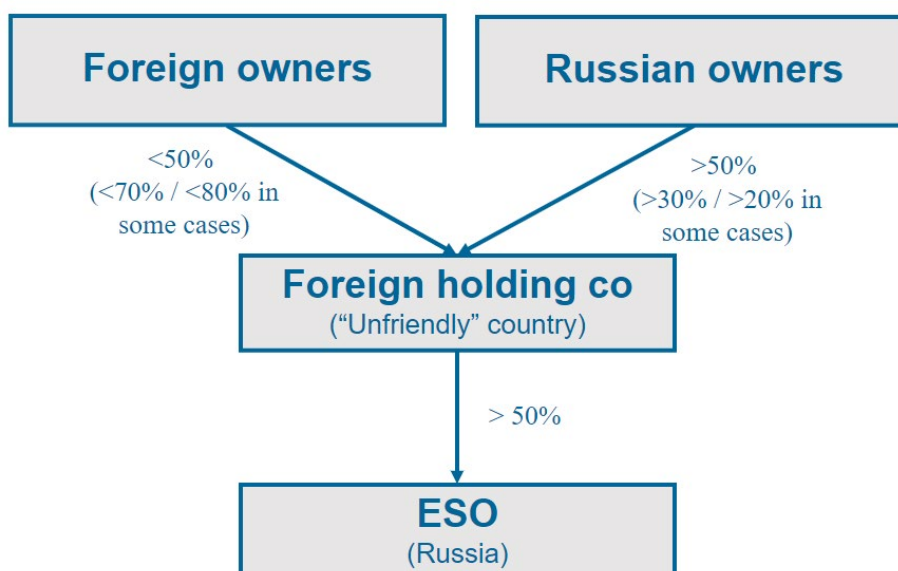 Foreign owners
Russian owners
<50%
(<70% / <80% in
some cases)
>50%
(>30% / >20% in
some cases)
Foreign holding co
(“Unfriendly” country)
> 50%
ESO
(Russia)